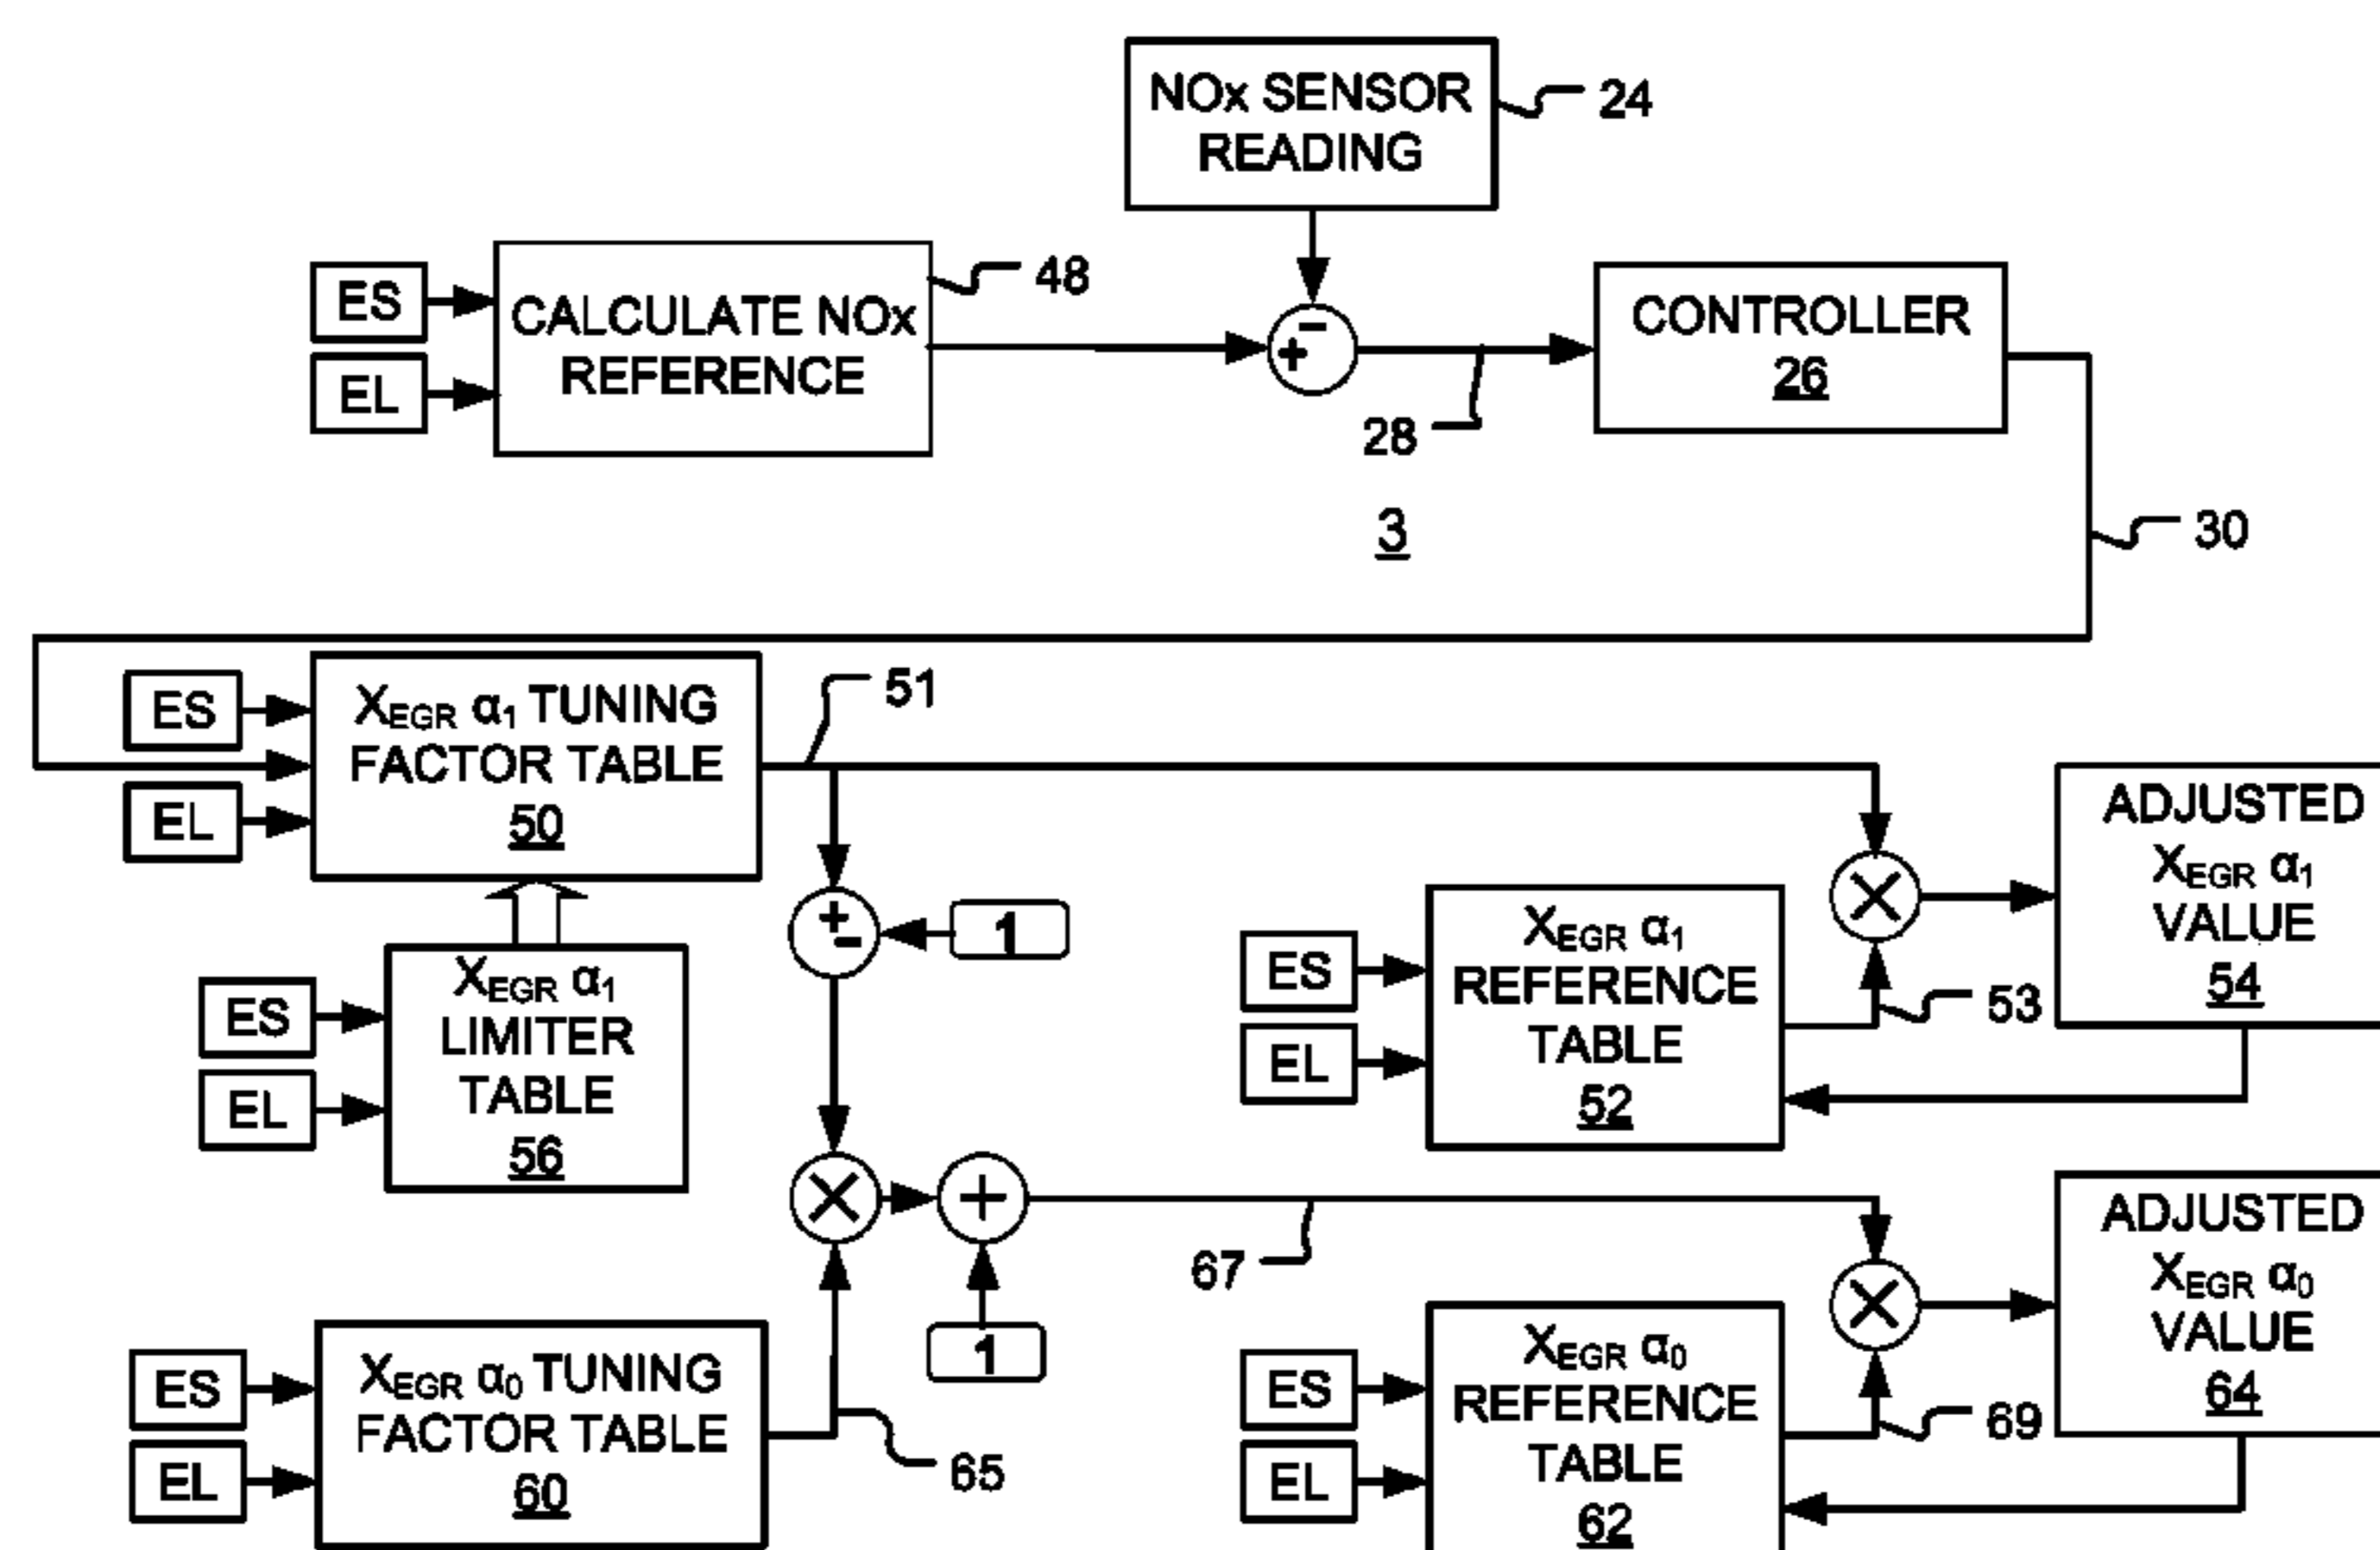 NOx SENSOR
READING
24
ES
EL
CALCULATE NOx
REFERENCE
48
+
−
28
CONTROLLER
26
3
30
ES
EL
XEGR α1 TUNING
FACTOR TABLE
50
51
+
−
1
ES
EL
XEGR α1
LIMITER
TABLE
56
ES
EL
XEGR α1
REFERENCE
TABLE
52
×
53
ADJUSTED
XEGR α1
VALUE
54
×
+
1
67
ES
EL
XEGR α0 TUNING
FACTOR TABLE
60
65
ES
EL
XEGR α0
REFERENCE
TABLE
62
×
69
ADJUSTED
XEGR α0
VALUE
64